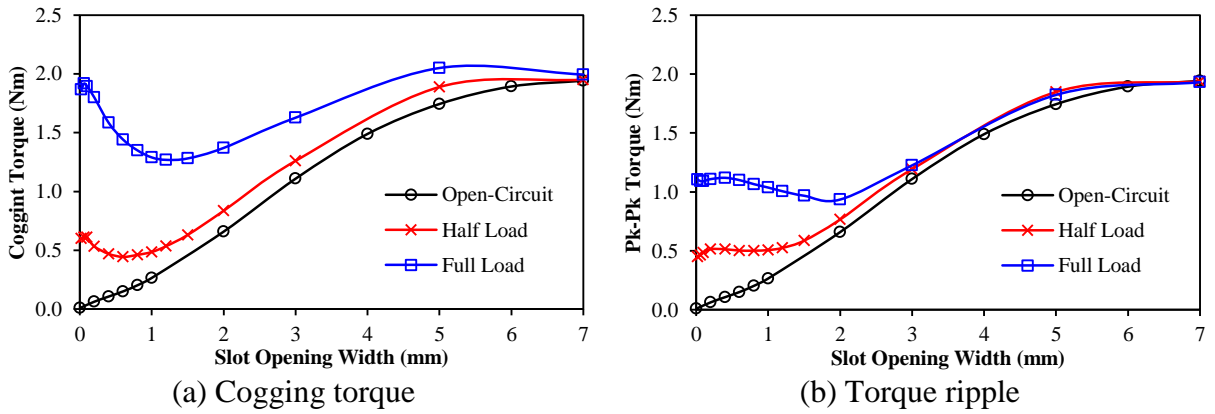 2.5
2.0
1.5
1.0
0.5
0.0
Coggint Torque (Nm)
Open-Circuit
Half Load
Full Load
0 1 2 3 4 5 6 7
Slot Opening Width (mm)
(a) Cogging torque
2.5
2.0
1.5
1.0
0.5
0.0
Pk-Pk Torque (Nm)
Open-Circuit
Half Load
Full Load
0 1 2 3 4 5 6 7
Slot Opening Width (mm)
(b) Torque ripple